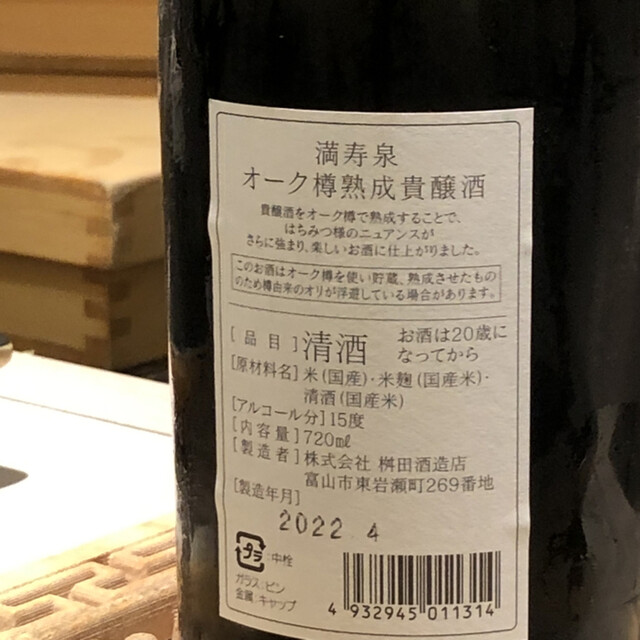 満寿泉
オーク樽熟成貴醸酒
貴醸酒をオーク樽で熟成することで、
はちみつ様のニュアンスが
さらに強まり、楽しいお酒に仕上がりました。
このお酒はオーク樽を使い貯蔵、熟成させたもの
のため樽由来のオリが浮遊している場合があります。
[品目] 清酒 お酒は20歳に
なってから
[原材料名] 米(国産)・米麹(国産米)・
清酒(国産米)
[アルコール分] 15度
[内容量] 720ml
[製造者] 株式会社 桝田酒造店
富山市東岩瀬町269番地
[製造年月]
2022. 4
プラ 中栓
ガラス:ビン
金属:キャップ
4 932945 011314